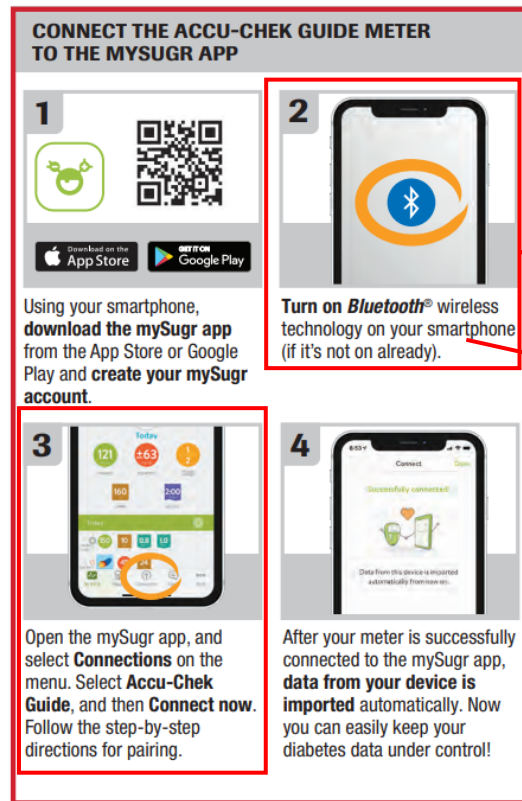 CONNECT THE ACCU-CHEK GUIDE METER
TO THE MYSUGR APP
1
Download on the
App Store
GET IT ON
Google Play
Using your smartphone,
download the mySugr app
from the App Store or Google
Play and create your mySugr
account.
2
Turn on Bluetooth® wireless
technology on your smartphone
(if it's not on already).
3
Today
121
±63
1
2
160
2:00
150
10
0.8
1.0
24
Open the mySugr app, and
select Connections on the
menu. Select Accu-Chek
Guide, and then Connect now.
Follow the step-by-step
directions for pairing.
4
8:53
Connect
Done
Successfully connected!
Data from this device is imported
automatically from now on.
After your meter is successfully
connected to the mySugr app,
data from your device is
imported automatically. Now
you can easily keep your
diabetes data under control!